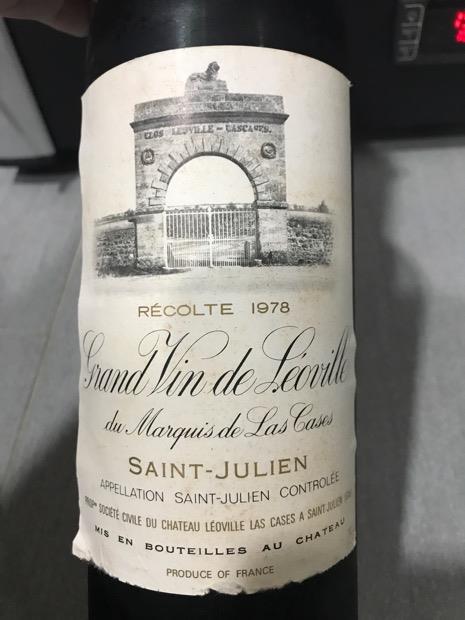 CLOS LEOVILLE-LASCASES.
RÉCOLTE 1978
Grand Vin de Léoville
du Marquis de Las Cases
SAINT-JULIEN
APPELLATION SAINT-JULIEN CONTROLÉE
SOCIÉTÉ CIVILE DU CHATEAU LÉOVILLE LAS CASES A SAINT-JULIEN
MIS EN BOUTEILLES AU CHATEAU
PRODUCE OF FRANCE